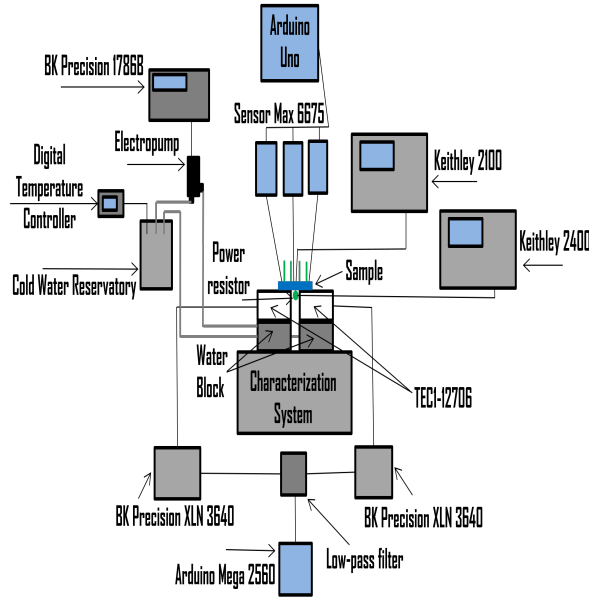 Arduino
Uno
BK Precision 1786B
Sensor Max 6675
Electropump
Digital
Temperature
Controller
Keithley 2100
Keithley 2400
Cold Water Reservatory
Power
resistor
Sample
Water
Block
TEC1-12706
Characterization
System
BK Precision XLN 3640
BK Precision XLN 3640
Low-pass filter
Arduino Mega 2560